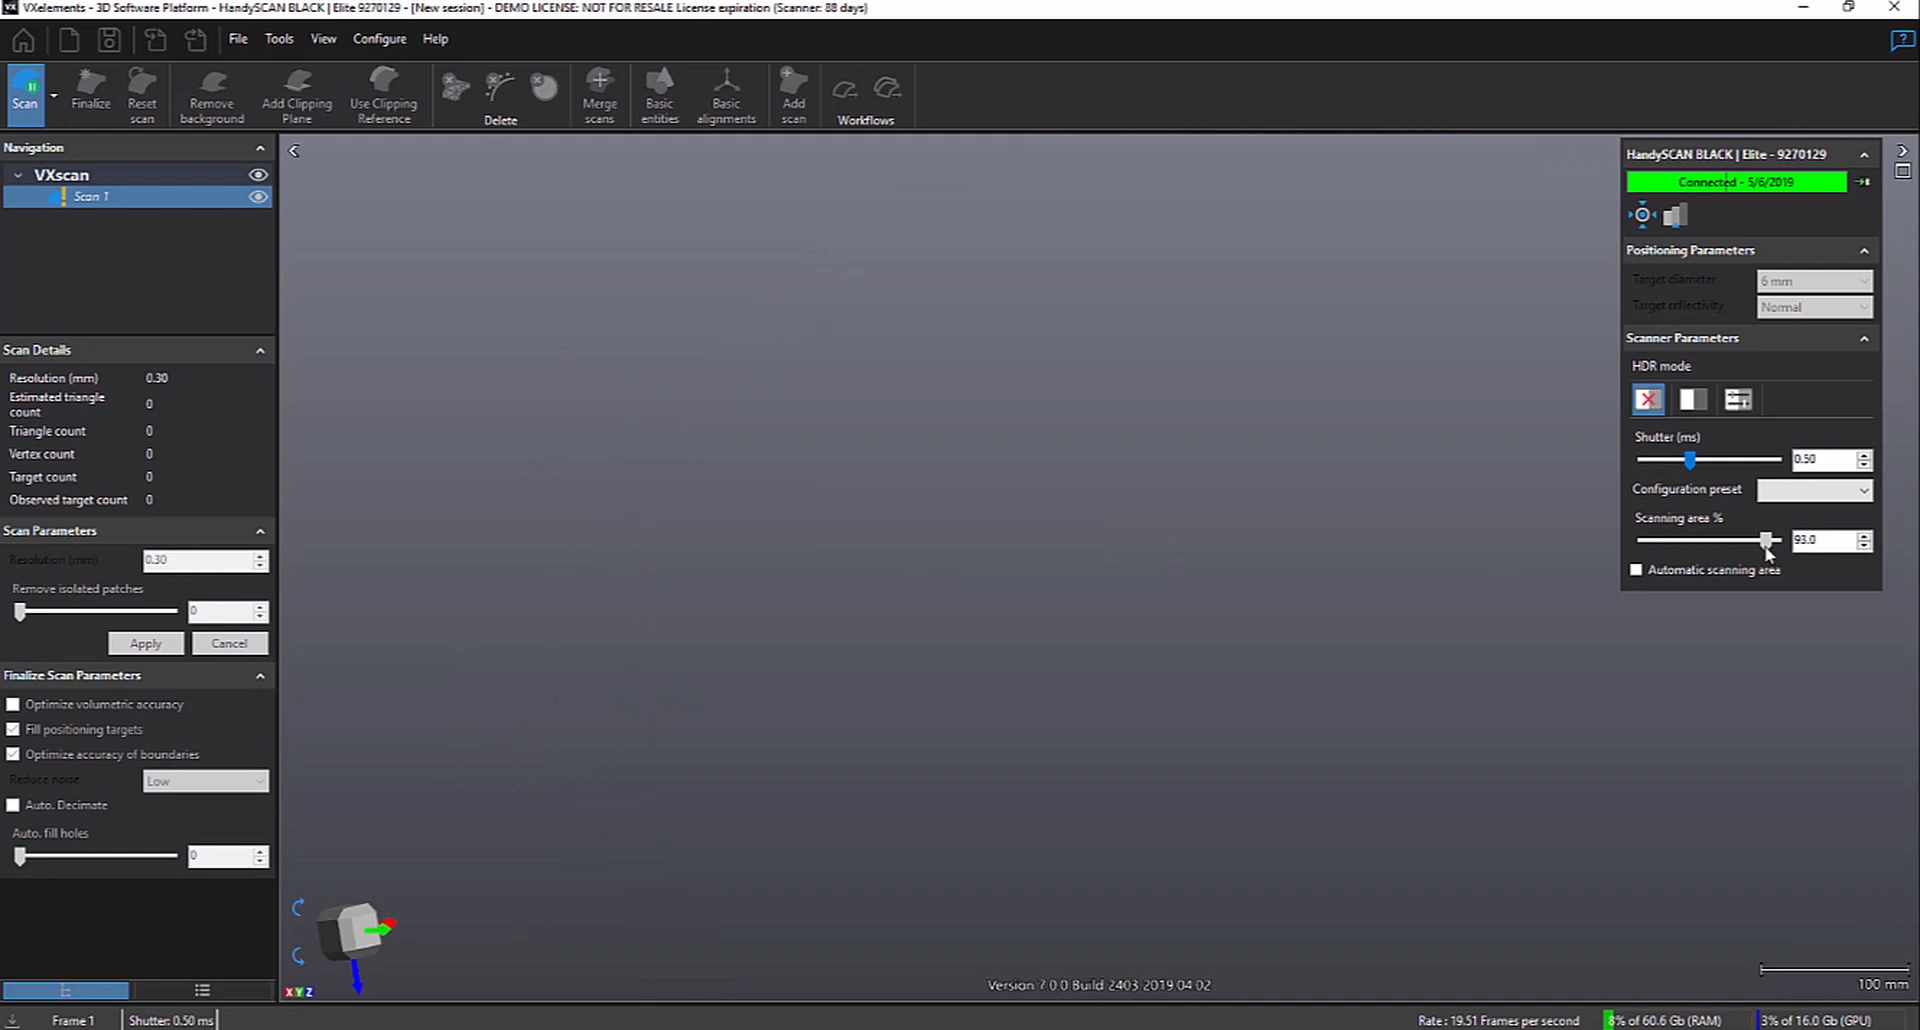 VXelements - 3D Software Platform - HandySCAN BLACK | Elite 9270129 - [New session] - DEMO LICENSE: NOT FOR RESALE License expiration (Scanner: 88 days)
File Tools View Configure Help
Scan
Finalize
Reset
scan
Remove
background
Add Clipping
Plane
Use Clipping
Reference
Delete
Merge
scans
Basic
entities
Basic
alignments
Add
scan
Workflows
Navigation
VXscan
Scan 1
Scan Details
Resolution (mm) 0.30
Estimated triangle
count 0
Triangle count 0
Vertex count 0
Target count 0
Observed target count 0
Scan Parameters
Resolution (mm) 0.30
Remove isolated patches
0
Apply Cancel
Finalize Scan Parameters
Optimize volumetric accuracy
Fill positioning targets
Optimize accuracy of boundaries
Reduce noise Low
Auto. Decimate
Auto. fill holes
0
HandySCAN BLACK | Elite - 9270129
Connected - 5/6/2019
Positioning Parameters
Target diameter 6 mm
Target reflectivity Normal
Scanner Parameters
HDR mode
Shutter (ms)
0.50
Configuration preset
Scanning area %
93.0
Automatic scanning area
XYZ
Version 7.0.0 Build 2403 2019 04 02
100 mm
Frame 1 Shutter: 0.50 ms Rate : 19.51 Frames per second 8% of 60.6 Gb (RAM) 3% of 16.0 Gb (GPU)